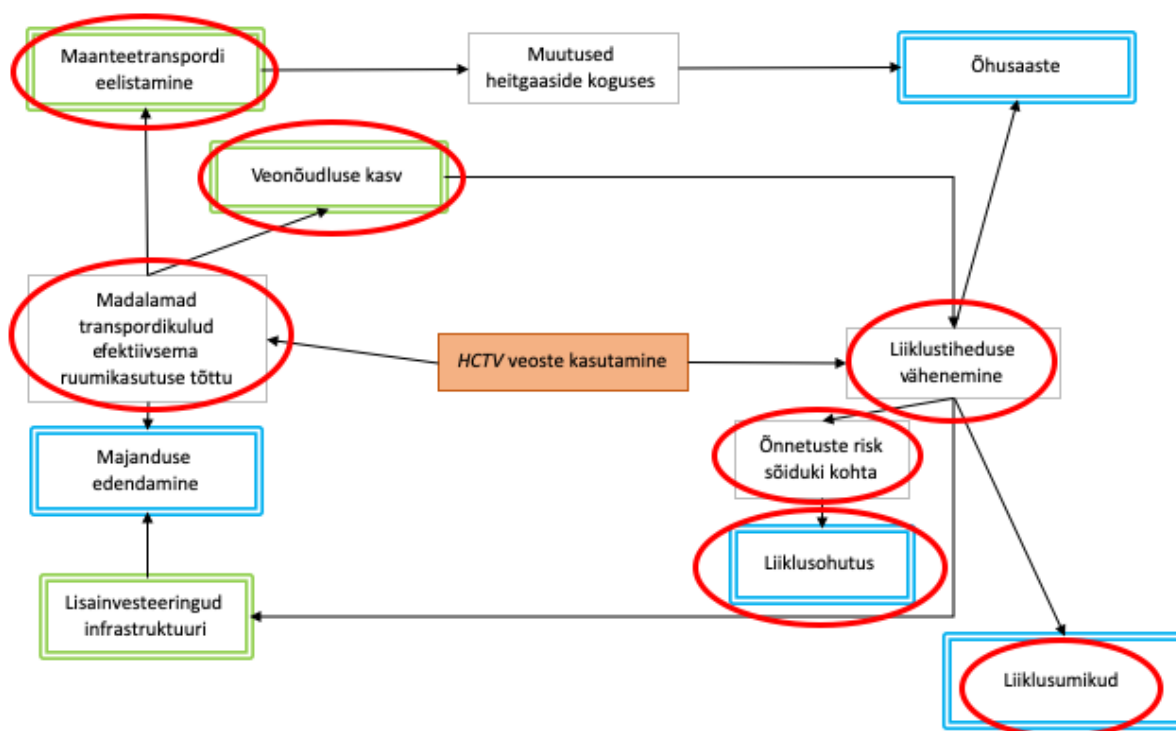 Maanteetranspordi
eelistamine
Muutused
heitgaaside koguses
Õhusaaste
Veonõudluse kasv
Madalamad
transpordikulud
efektiivsema
ruumikasutuse tõttu
HCTV veoste kasutamine
Liiklustiheduse
vähenemine
Õnnetuste risk
sõiduki kohta
Majanduse
edendamine
Liiklusohutus
Lisainvesteeringud
infrastruktuuri
Liiklusumikud